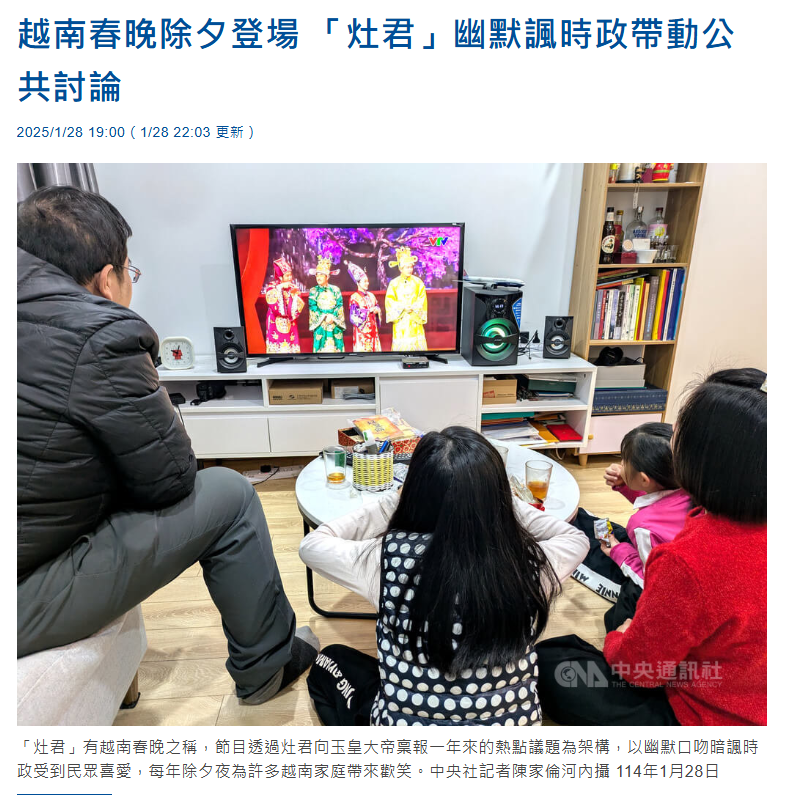 越南春晚除夕登場 「灶君」幽默諷時政帶動公
共討論
2025/1/28 19:00（1/28 22:03 更新）
VTV
中央通訊社
CNA THE CENTRAL NEWS AGENCY
「灶君」有越南春晚之稱，節目透過灶君向玉皇大帝稟報一年來的熱點議題為架構，以幽默口吻暗諷時
政受到民眾喜愛，每年除夕夜為許多越南家庭帶來歡笑。中央社記者陳家倫河內攝 114年1月28日